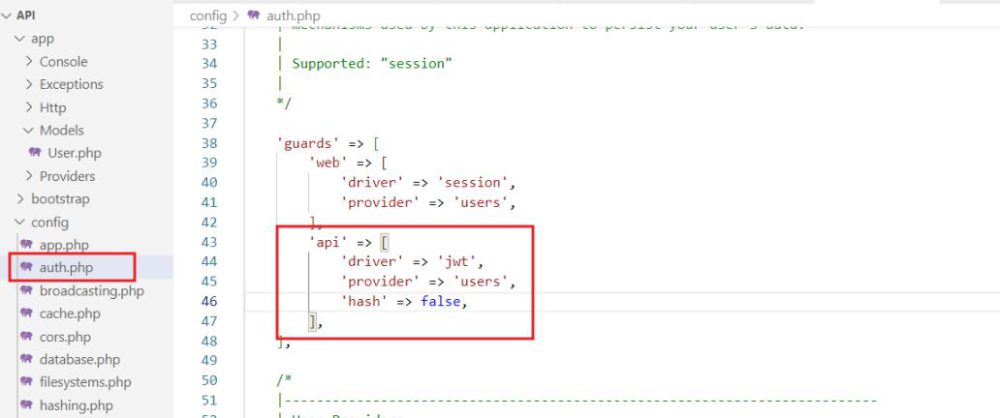 API
app
Console
Exceptions
Http
Models
User.php
Providers
bootstrap
config
app.php
auth.php
broadcasting.php
cache.php
cors.php
database.php
filesystems.php
hashing.php
config > auth.php
32 | mechanisms used by this application to persist your user's data.
33 |
34 | Supported: "session"
35 |
36 */
37
38 'guards' => [
39 'web' => [
40 'driver' => 'session',
41 'provider' => 'users',
42 ],
43 'api' => [
44 'driver' => 'jwt',
45 'provider' => 'users',
46 'hash' => false,
47 ],
48 ],
49
50 /*
51 |--------------------------------------------------------------------------
52 | User Providers